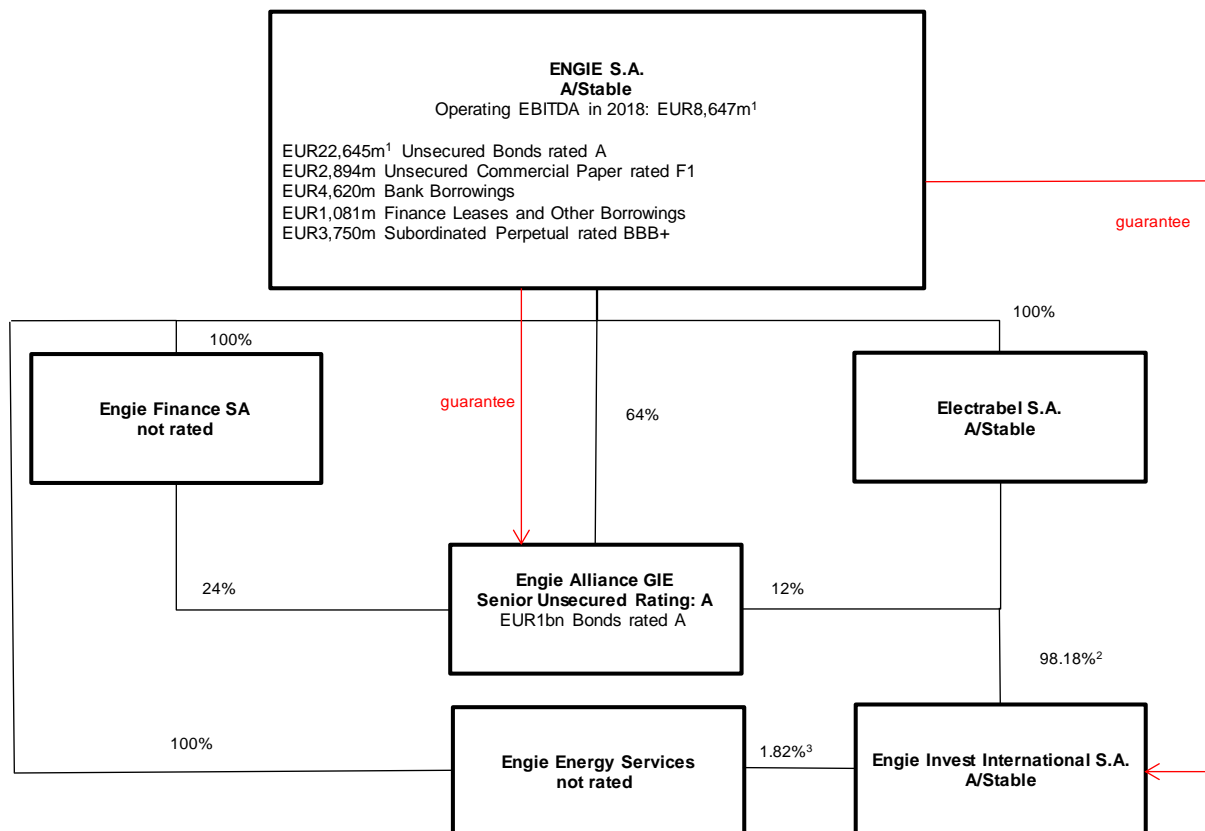 ENGIE S.A.
A/Stable
Operating EBITDA in 2018: EUR8,647m¹
EUR22,645m¹ Unsecured Bonds rated A
EUR2,894m Unsecured Commercial Paper rated F1
EUR4,620m Bank Borrowings
EUR1,081m Finance Leases and Other Borrowings
EUR3,750m Subordinated Perpetual rated BBB+
guarantee
100%
100%
Engie Finance SA
not rated
guarantee
64%
Electrabel S.A.
A/Stable
24%
Engie Alliance GIE
Senior Unsecured Rating: A
EUR1bn Bonds rated A
12%
98.18%²
100%
Engie Energy Services
not rated
1.82%³
Engie Invest International S.A.
A/Stable